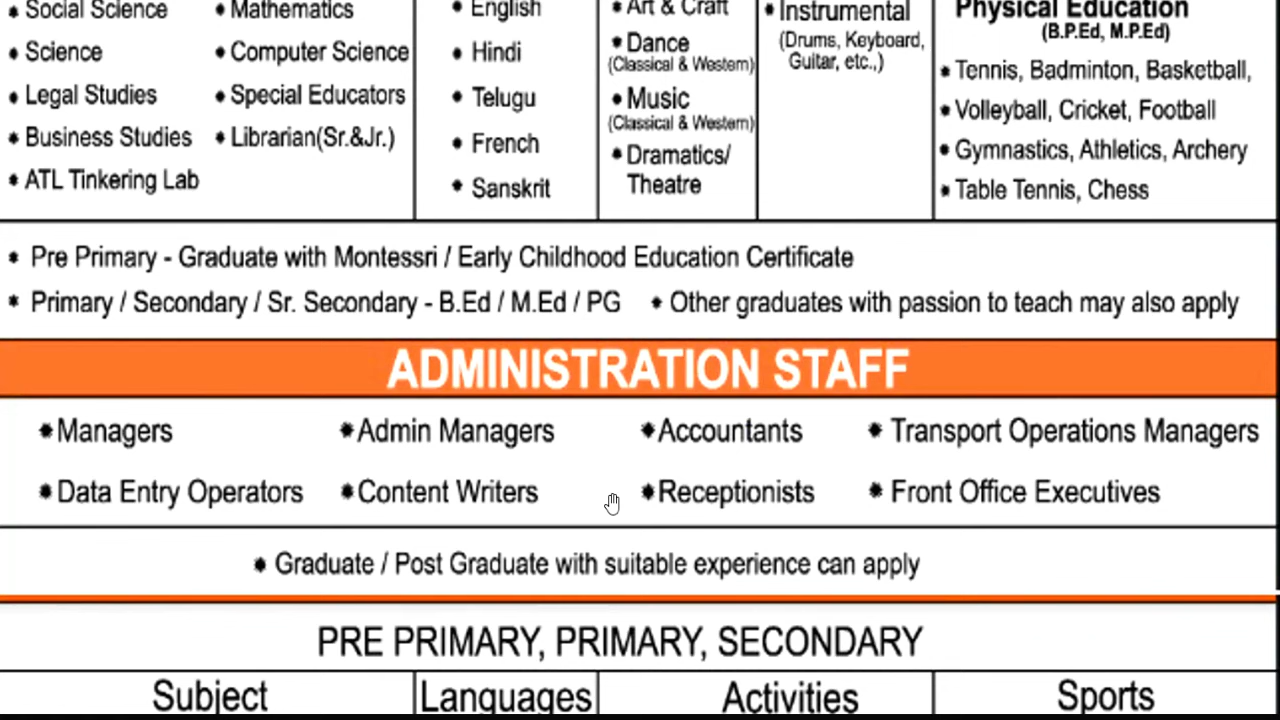 Social Science
Mathematics
English
Art & Craft
Instrumental
Physical Education
(B.P.Ed, M.P.Ed)
Science
Computer Science
Hindi
Dance
(Classical & Western)
(Drums, Keyboard,
Guitar, etc.,)
Tennis, Badminton, Basketball,
Legal Studies
Special Educators
Telugu
Music
(Classical & Western)
Volleyball, Cricket, Football
Business Studies
Librarian(Sr.&Jr.)
French
Dramatics/
Theatre
Gymnastics, Athletics, Archery
ATL Tinkering Lab
Sanskrit
Table Tennis, Chess
Pre Primary - Graduate with Montessri / Early Childhood Education Certificate
Primary / Secondary / Sr. Secondary - B.Ed / M.Ed / PG Other graduates with passion to teach may also apply
ADMINISTRATION STAFF
Managers Admin Managers Accountants Transport Operations Managers
Data Entry Operators Content Writers Receptionists Front Office Executives
Graduate / Post Graduate with suitable experience can apply
PRE PRIMARY, PRIMARY, SECONDARY
Subject Languages Activities Sports